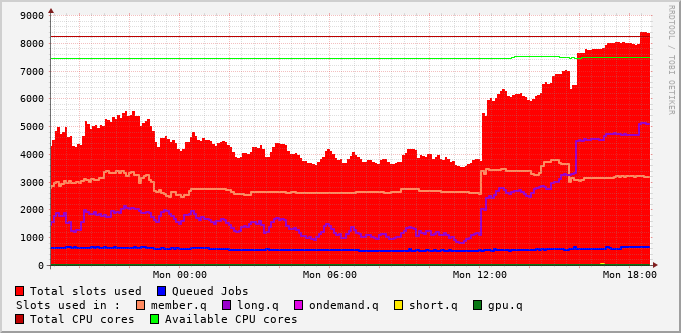 9000
8000
7000
6000
5000
4000
3000
2000
1000
0
Mon 00:00 Mon 06:00 Mon 12:00 Mon 18:00
Total slots used Queued Jobs
Slots used in : member.q long.q ondemand.q short.q gpu.q
Total CPU cores Available CPU cores
RRDTOOL / TOBI OETIKER